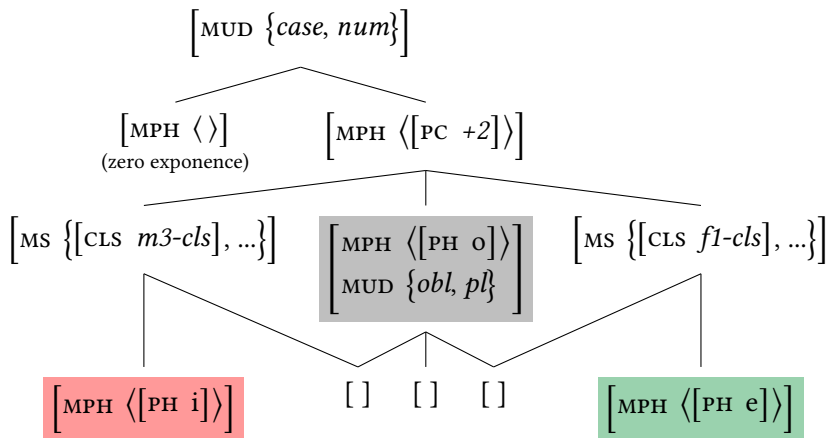 [MUD {case, num}]
[MPH ⟨ ⟩]
(zero exponence)
[MPH ⟨[PC +2]⟩]
[MS {[CLS m3-cls], ...}]
[MPH ⟨[PH o]⟩
MUD {obl, pl}]
[MS {[CLS f1-cls], ...}]
[MPH ⟨[PH i]⟩]
[ ] [ ] [ ]
[MPH ⟨[PH e]⟩]